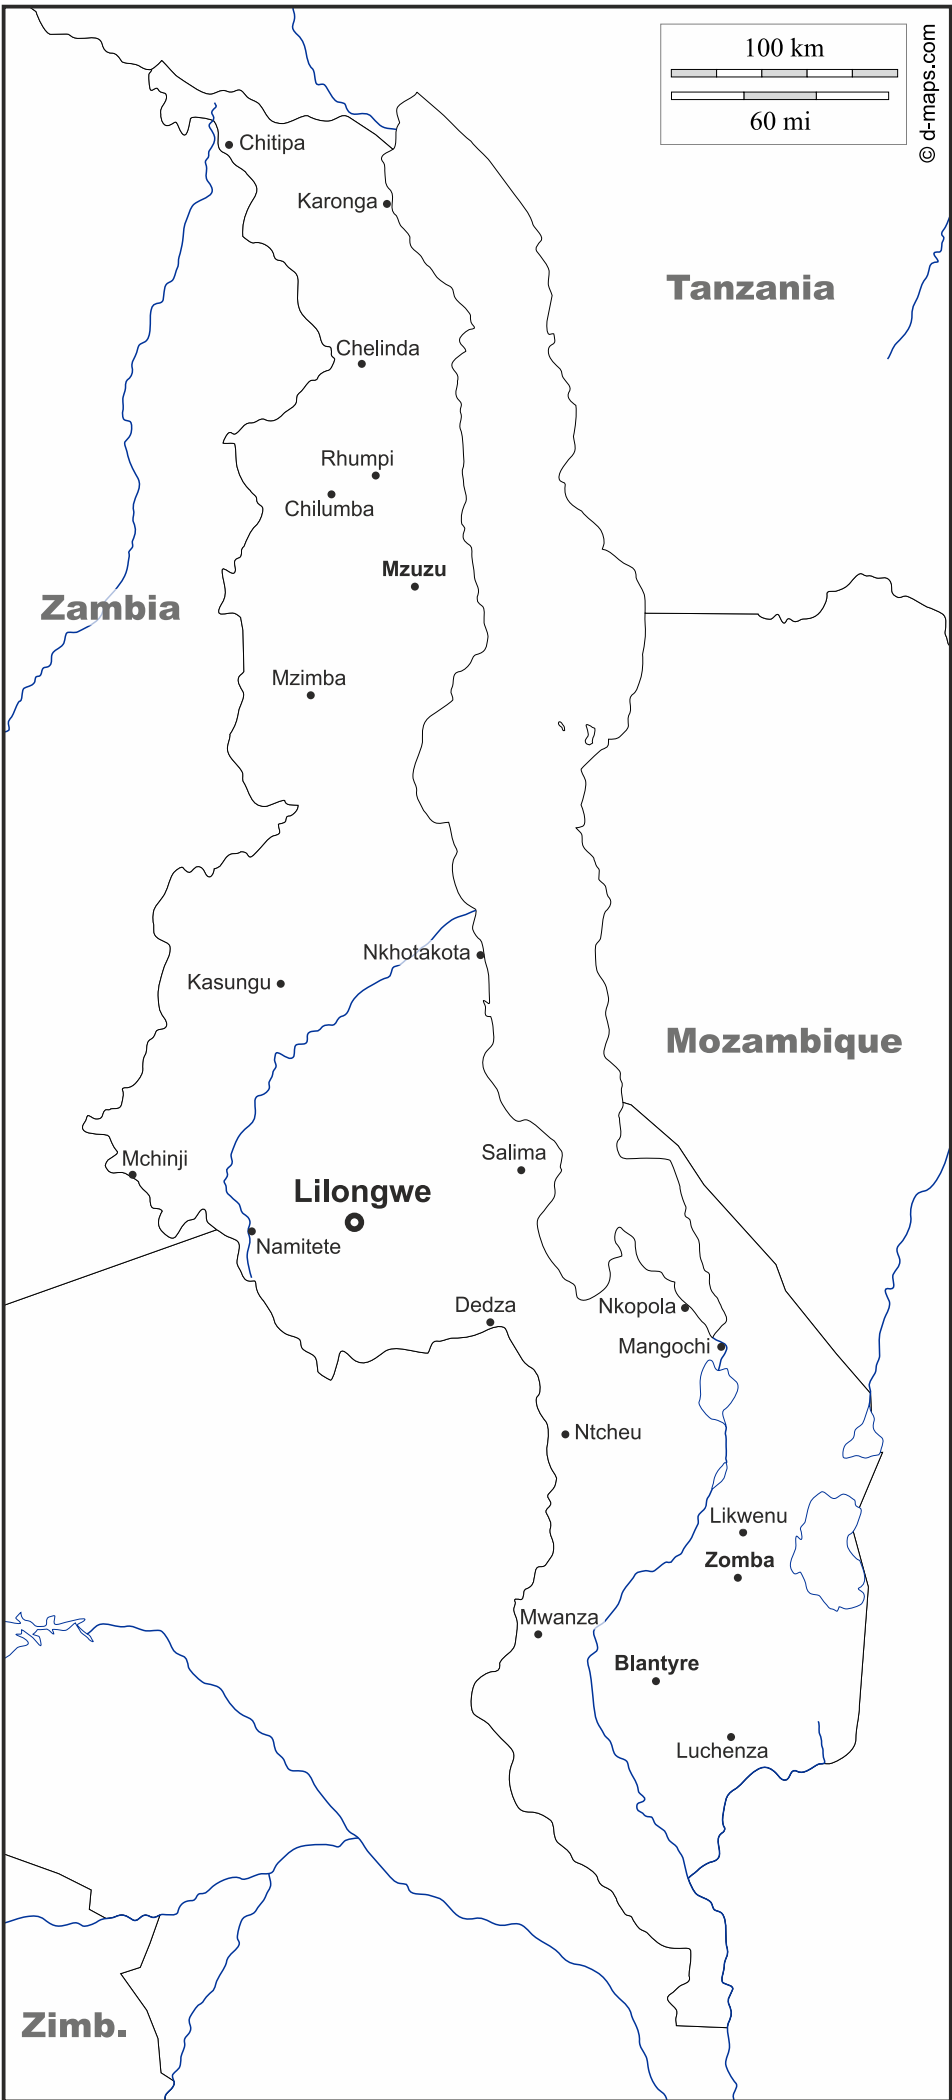 100 km
60 mi
© d-maps.com
Chitipa
Karonga
Tanzania
Chelinda
Rhumpi
Chilumba
Mzuzu
Zambia
Mzimba
Nkhotakota
Kasungu
Mozambique
Salima
Mchinji
Lilongwe
Namitete
Dedza
Nkopola
Mangochi
Ntcheu
Likwenu
Zomba
Mwanza
Blantyre
Luchenza
Zimb.